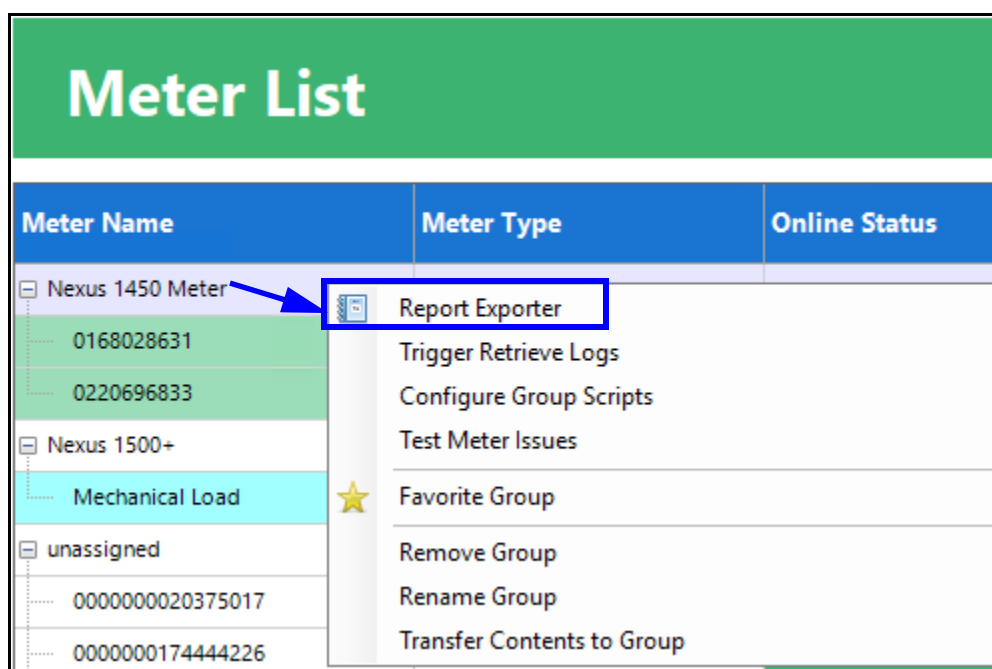 Meter List
Meter Name Meter Type Online Status
Nexus 1450 Meter
Report Exporter
0168028631
Trigger Retrieve Logs
0220696833
Configure Group Scripts
Nexus 1500+
Test Meter Issues
Mechanical Load
Favorite Group
unassigned
Remove Group
0000000020375017
Rename Group
0000000174444226
Transfer Contents to Group